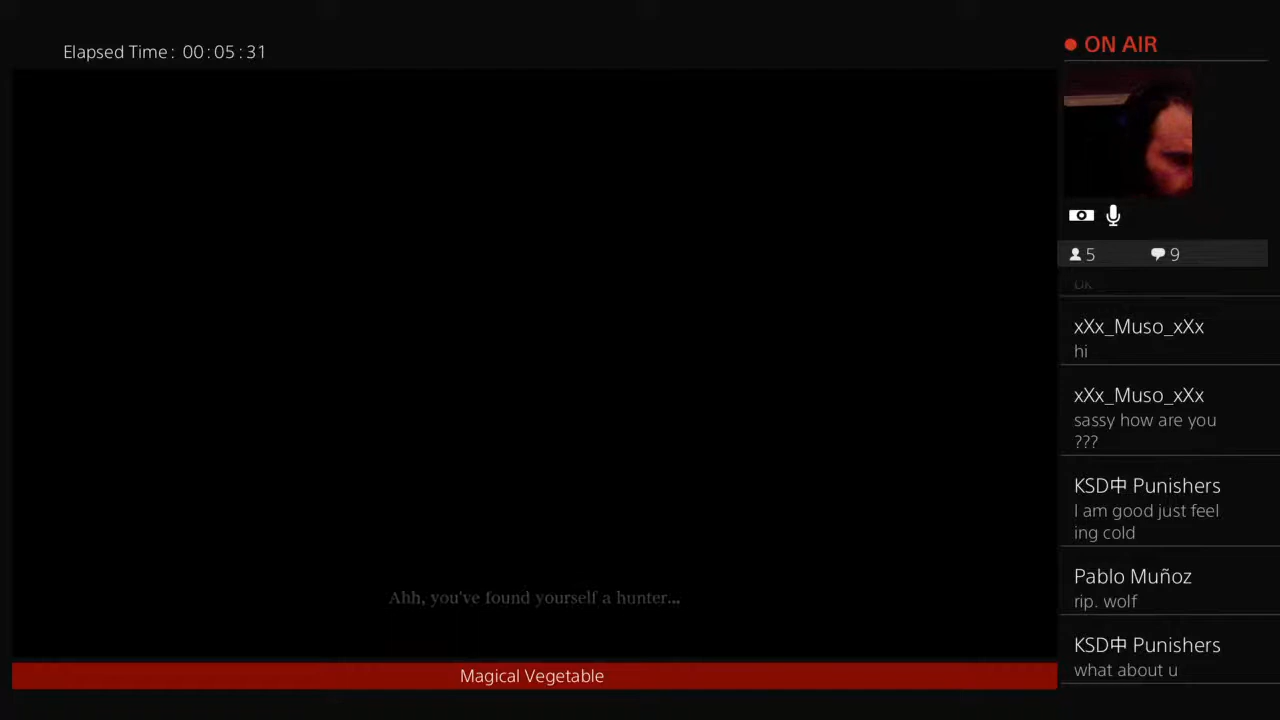 Elapsed Time: 00:05:31
ON AIR
5
9
xXx_Muso_xXx
hi
xXx_Muso_xXx
sassy how are you
???
KSD中 Punishers
I am good just feel
ing cold
Pablo Muñoz
rip. wolf
KSD中 Punishers
what about u
Ahh, you've found yourself a hunter...
Magical Vegetable